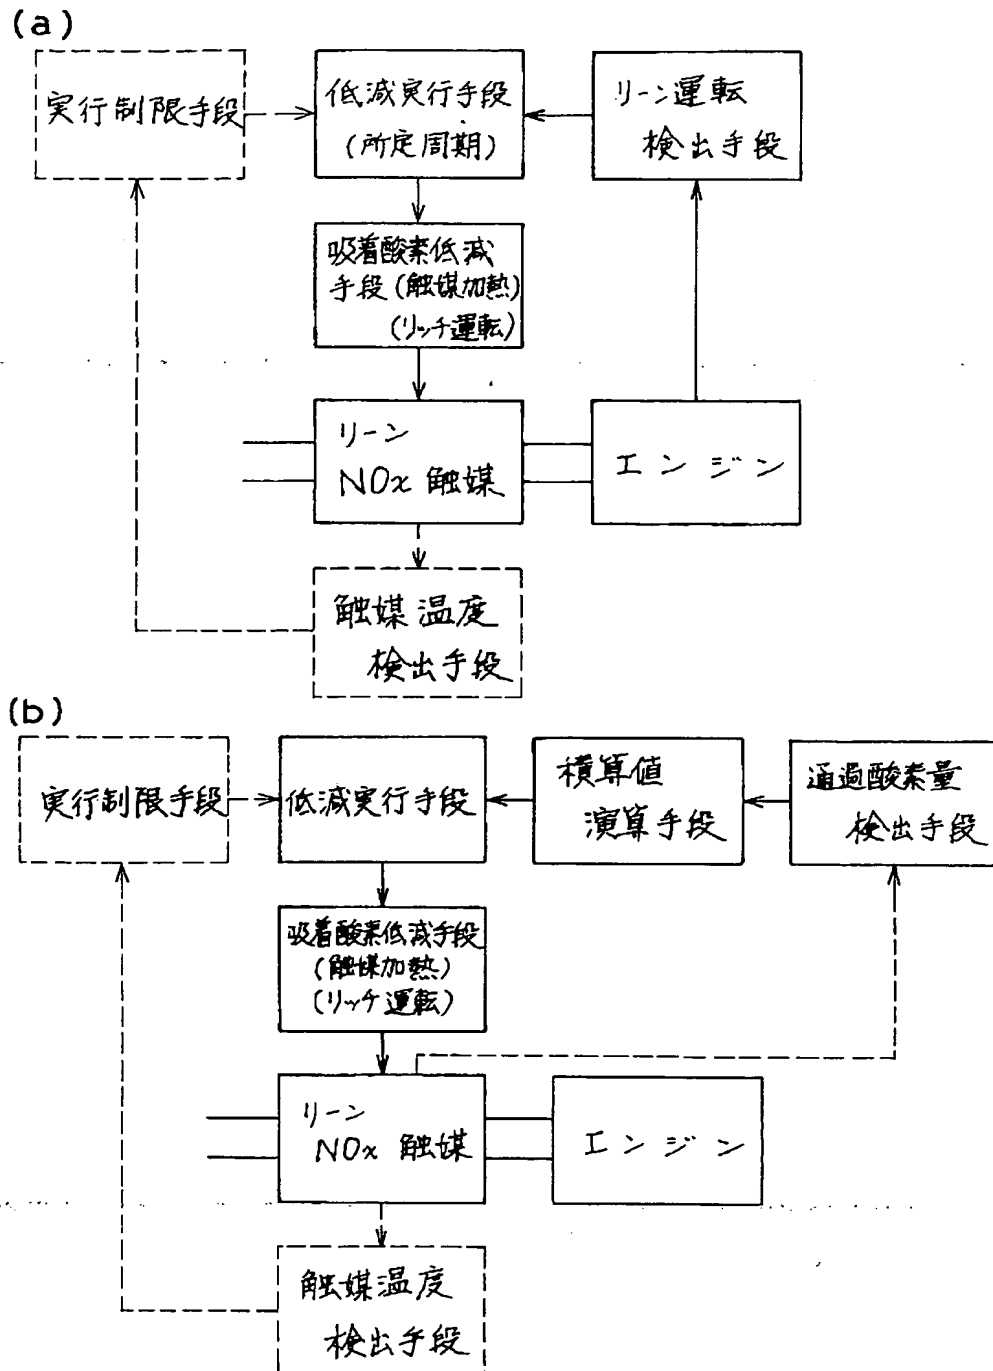 (a)
実行制限手段
低減実行手段
(所定周期)
リーン運転
検出手段
吸着酸素低減
手段(触媒加熱)
(リッチ運転)
リーン
NOx 触媒
エンジン
触媒温度
検出手段
(b)
実行制限手段
低減実行手段
積算値
演算手段
通過酸素量
検出手段
吸着酸素低減手段
(触媒加熱)
(リッチ運転)
リーン
NOx 触媒
エンジン
触媒温度
検出手段